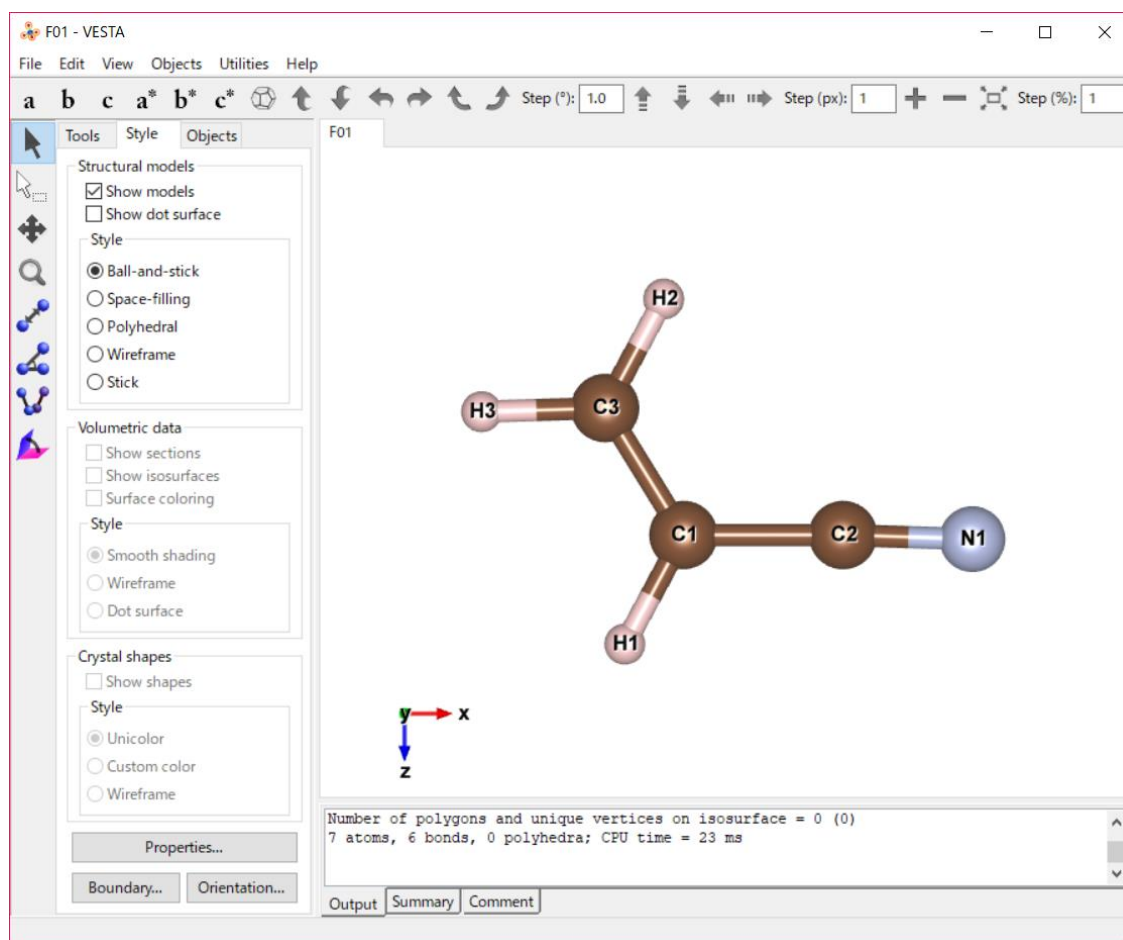 F01 - VESTA
File Edit View Objects Utilities Help
a b c a* b* c* Step (°): 1.0 Step (px): 1 Step (%): 1
Tools Style Objects
F01
Structural models
Show models
Show dot surface
Style
Ball-and-stick
Space-filling
Polyhedral
Wireframe
Stick
Volumetric data
Show sections
Show isosurfaces
Surface coloring
Style
Smooth shading
Wireframe
Dot surface
Crystal shapes
Show shapes
Style
Unicolor
Custom color
Wireframe
Properties...
Boundary... Orientation...
H2
H3 C3
C1 C2 N1
H1
y x
z
Number of polygons and unique vertices on isosurface = 0 (0)
7 atoms, 6 bonds, 0 polyhedra; CPU time = 23 ms
Output Summary Comment